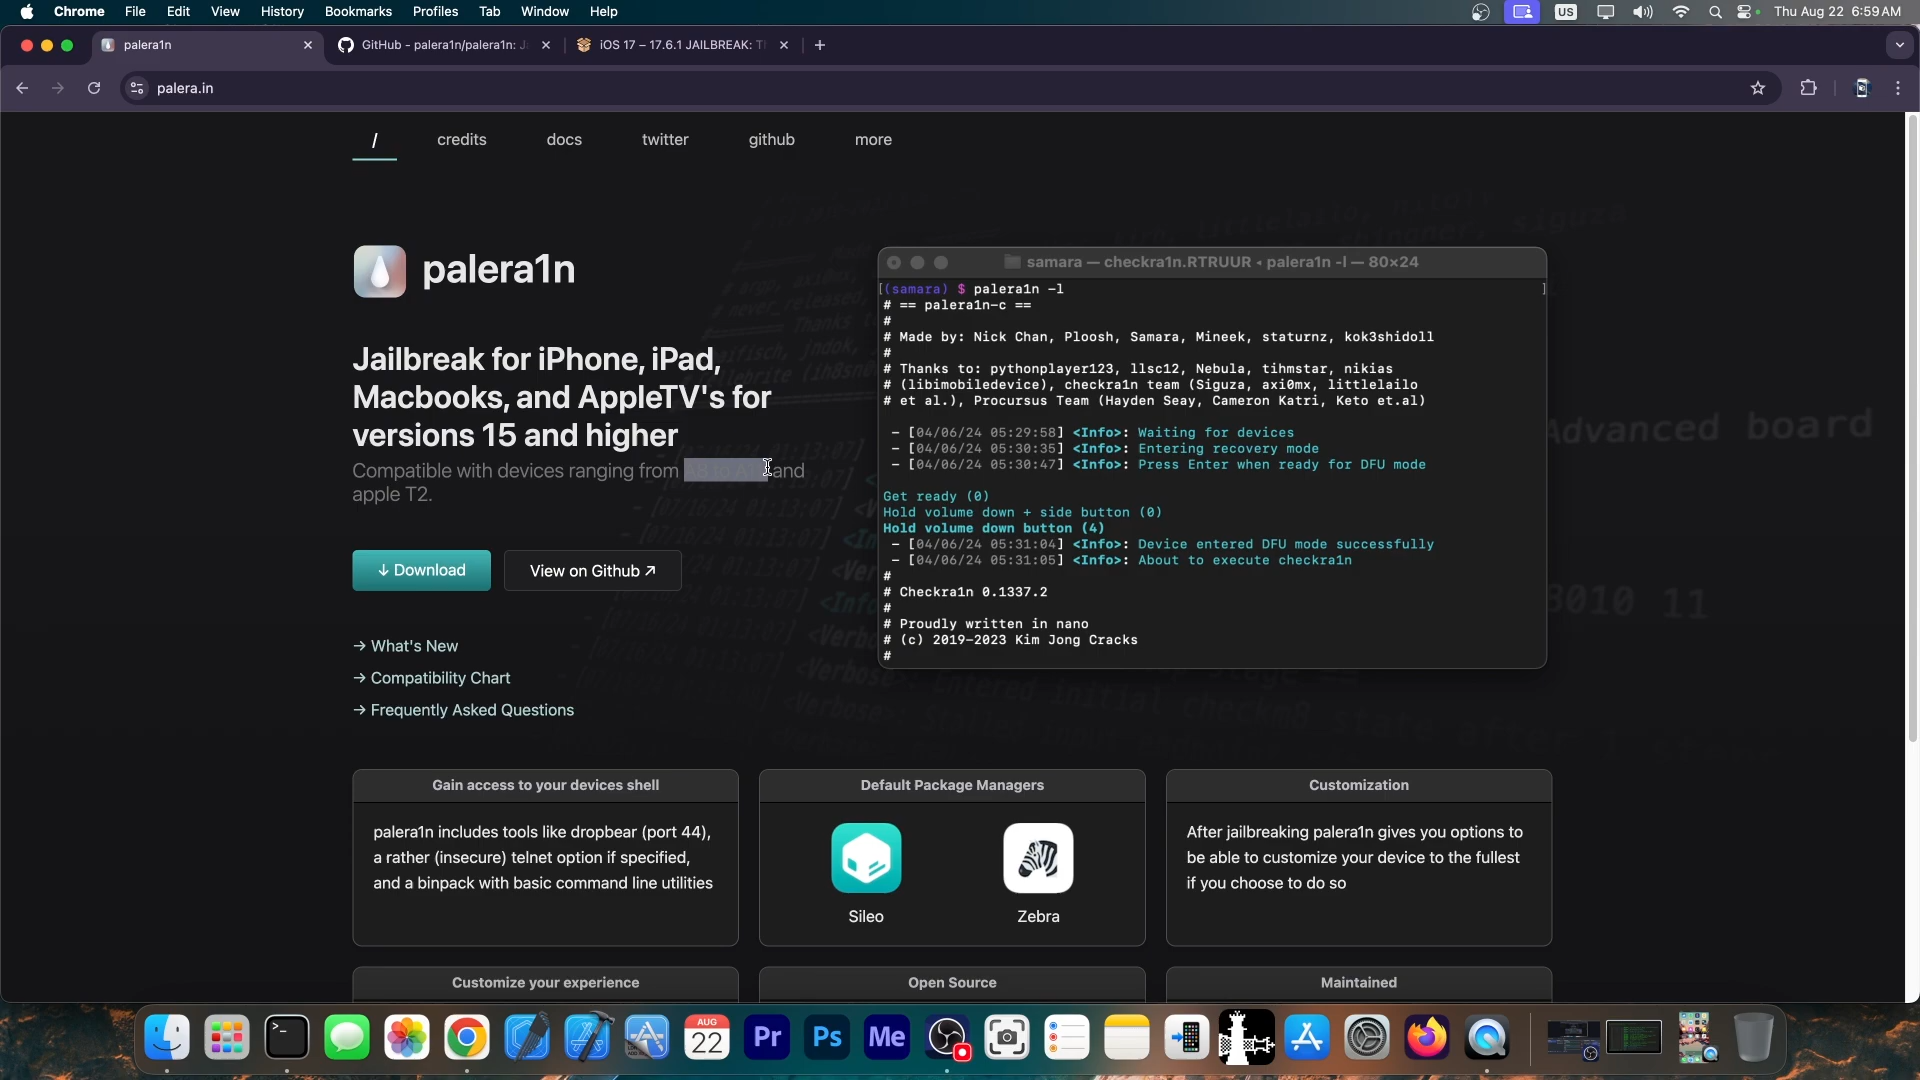 Chrome File Edit View History Bookmarks Profiles Tab Window Help
US Thu Aug 22 6:59 AM
palera1n
GitHub - palera1n/palera1n: J
iOS 17 – 17.6.1 JAILBREAK: T
palera.in
/ credits docs twitter github more
palera1n
Jailbreak for iPhone, iPad,
Macbooks, and AppleTV's for
versions 15 and higher
Compatible with devices ranging from and
apple T2.
↓ Download
View on Github ↗
→ What's New
→ Compatibility Chart
→ Frequently Asked Questions
samara — checkra1n.RTRUUR ◂ palera1n -l — 80×24
[(samara) $ palera1n -l ]
# == palera1n-c ==
#
# Made by: Nick Chan, Ploosh, Samara, Mineek, staturnz, kok3shidoll
#
# Thanks to: pythonplayer123, llsc12, Nebula, tihmstar, nikias
# (libimobiledevice), checkra1n team (Siguza, axi0mx, littlelailo
# et al.), Procursus Team (Hayden Seay, Cameron Katri, Keto et.al)
- [04/06/24 05:29:58] <Info>: Waiting for devices
- [04/06/24 05:30:35] <Info>: Entering recovery mode
- [04/06/24 05:30:47] <Info>: Press Enter when ready for DFU mode
Get ready (0)
Hold volume down + side button (0)
Hold volume down button (4)
- [04/06/24 05:31:04] <Info>: Device entered DFU mode successfully
- [04/06/24 05:31:05] <Info>: About to execute checkra1n
#
# Checkra1n 0.1337.2
#
# Proudly written in nano
# (c) 2019-2023 Kim Jong Cracks
#
Advanced board
8010 11
Gain access to your devices shell
palera1n includes tools like dropbear (port 44),
a rather (insecure) telnet option if specified,
and a binpack with basic command line utilities
Default Package Managers
Sileo
Zebra
Customization
After jailbreaking palera1n gives you options to
be able to customize your device to the fullest
if you choose to do so
Customize your experience
Open Source
Maintained
AUG
22
Pr
Ps
Me